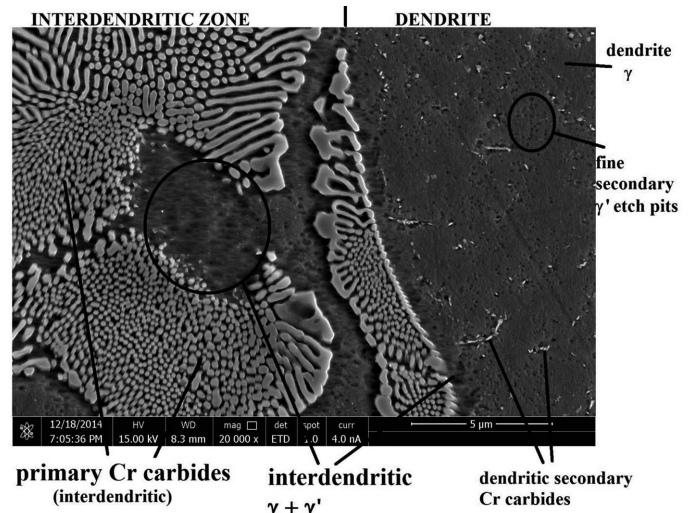 INTERDENDRITIC ZONE
DENDRITE
dendrite
γ
fine
secondary
γ' etch pits
12/18/2014
7:05:36 PM
HV
15.00 kV
WD
8.3 mm
mag
20 000 x
det
ETD
spot
curr
4.0 nA
5 µm
primary Cr carbides
(interdendritic)
interdendritic
γ + γ'
dendritic secondary
Cr carbides